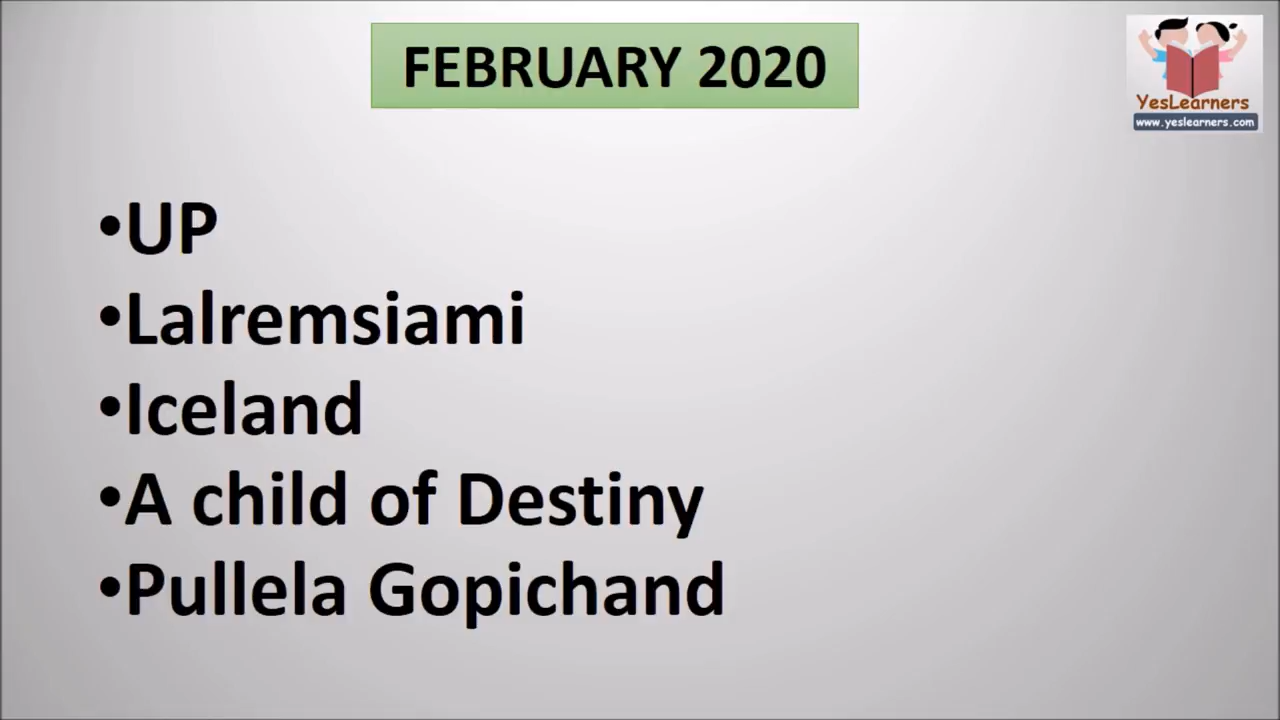 FEBRUARY 2020
YesLearners
www.yeslearners.com
•UP
•Lalremsiami
•Iceland
•A child of Destiny
•Pullela Gopichand